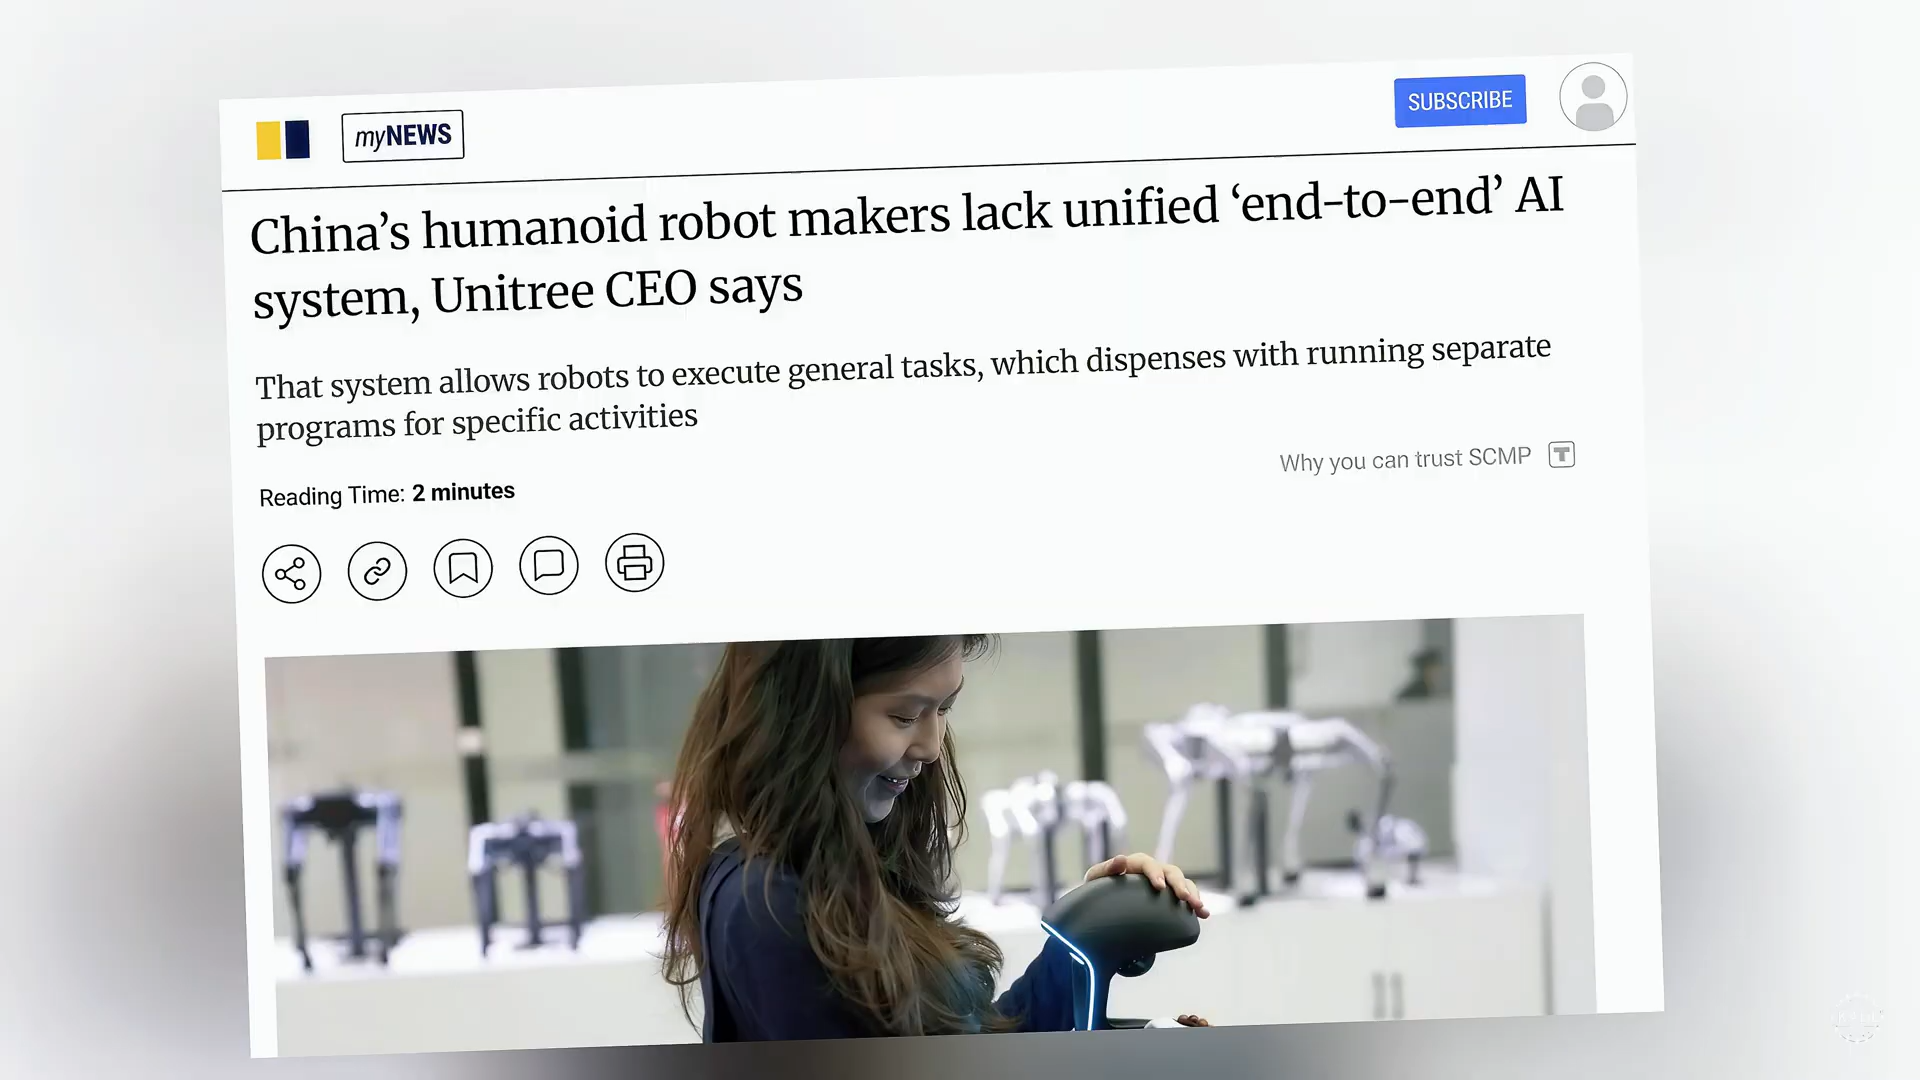 myNEWS
SUBSCRIBE
China’s humanoid robot makers lack unified ‘end-to-end’ AI
system, Unitree CEO says
That system allows robots to execute general tasks, which dispenses with running separate
programs for specific activities
Why you can trust SCMP
Reading Time: 2 minutes